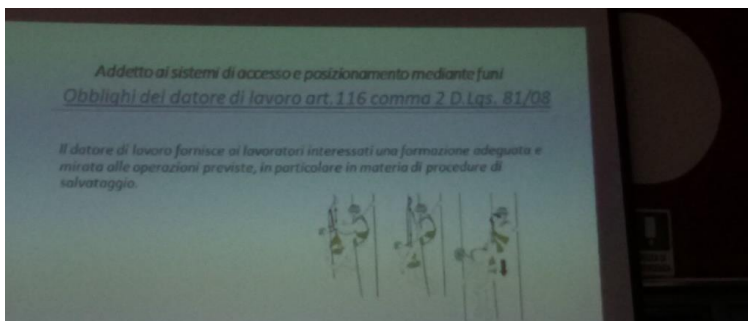 Addetto ai sistemi di accesso e posizionamento mediante funi
Obblighi del datore di lavoro art.116 comma 2 D.Lgs. 81/08
Il datore di lavoro fornisce ai lavoratori interessati una formazione adeguata e
mirata alle operazioni previste, in particolare in materia di procedure di
salvataggio.